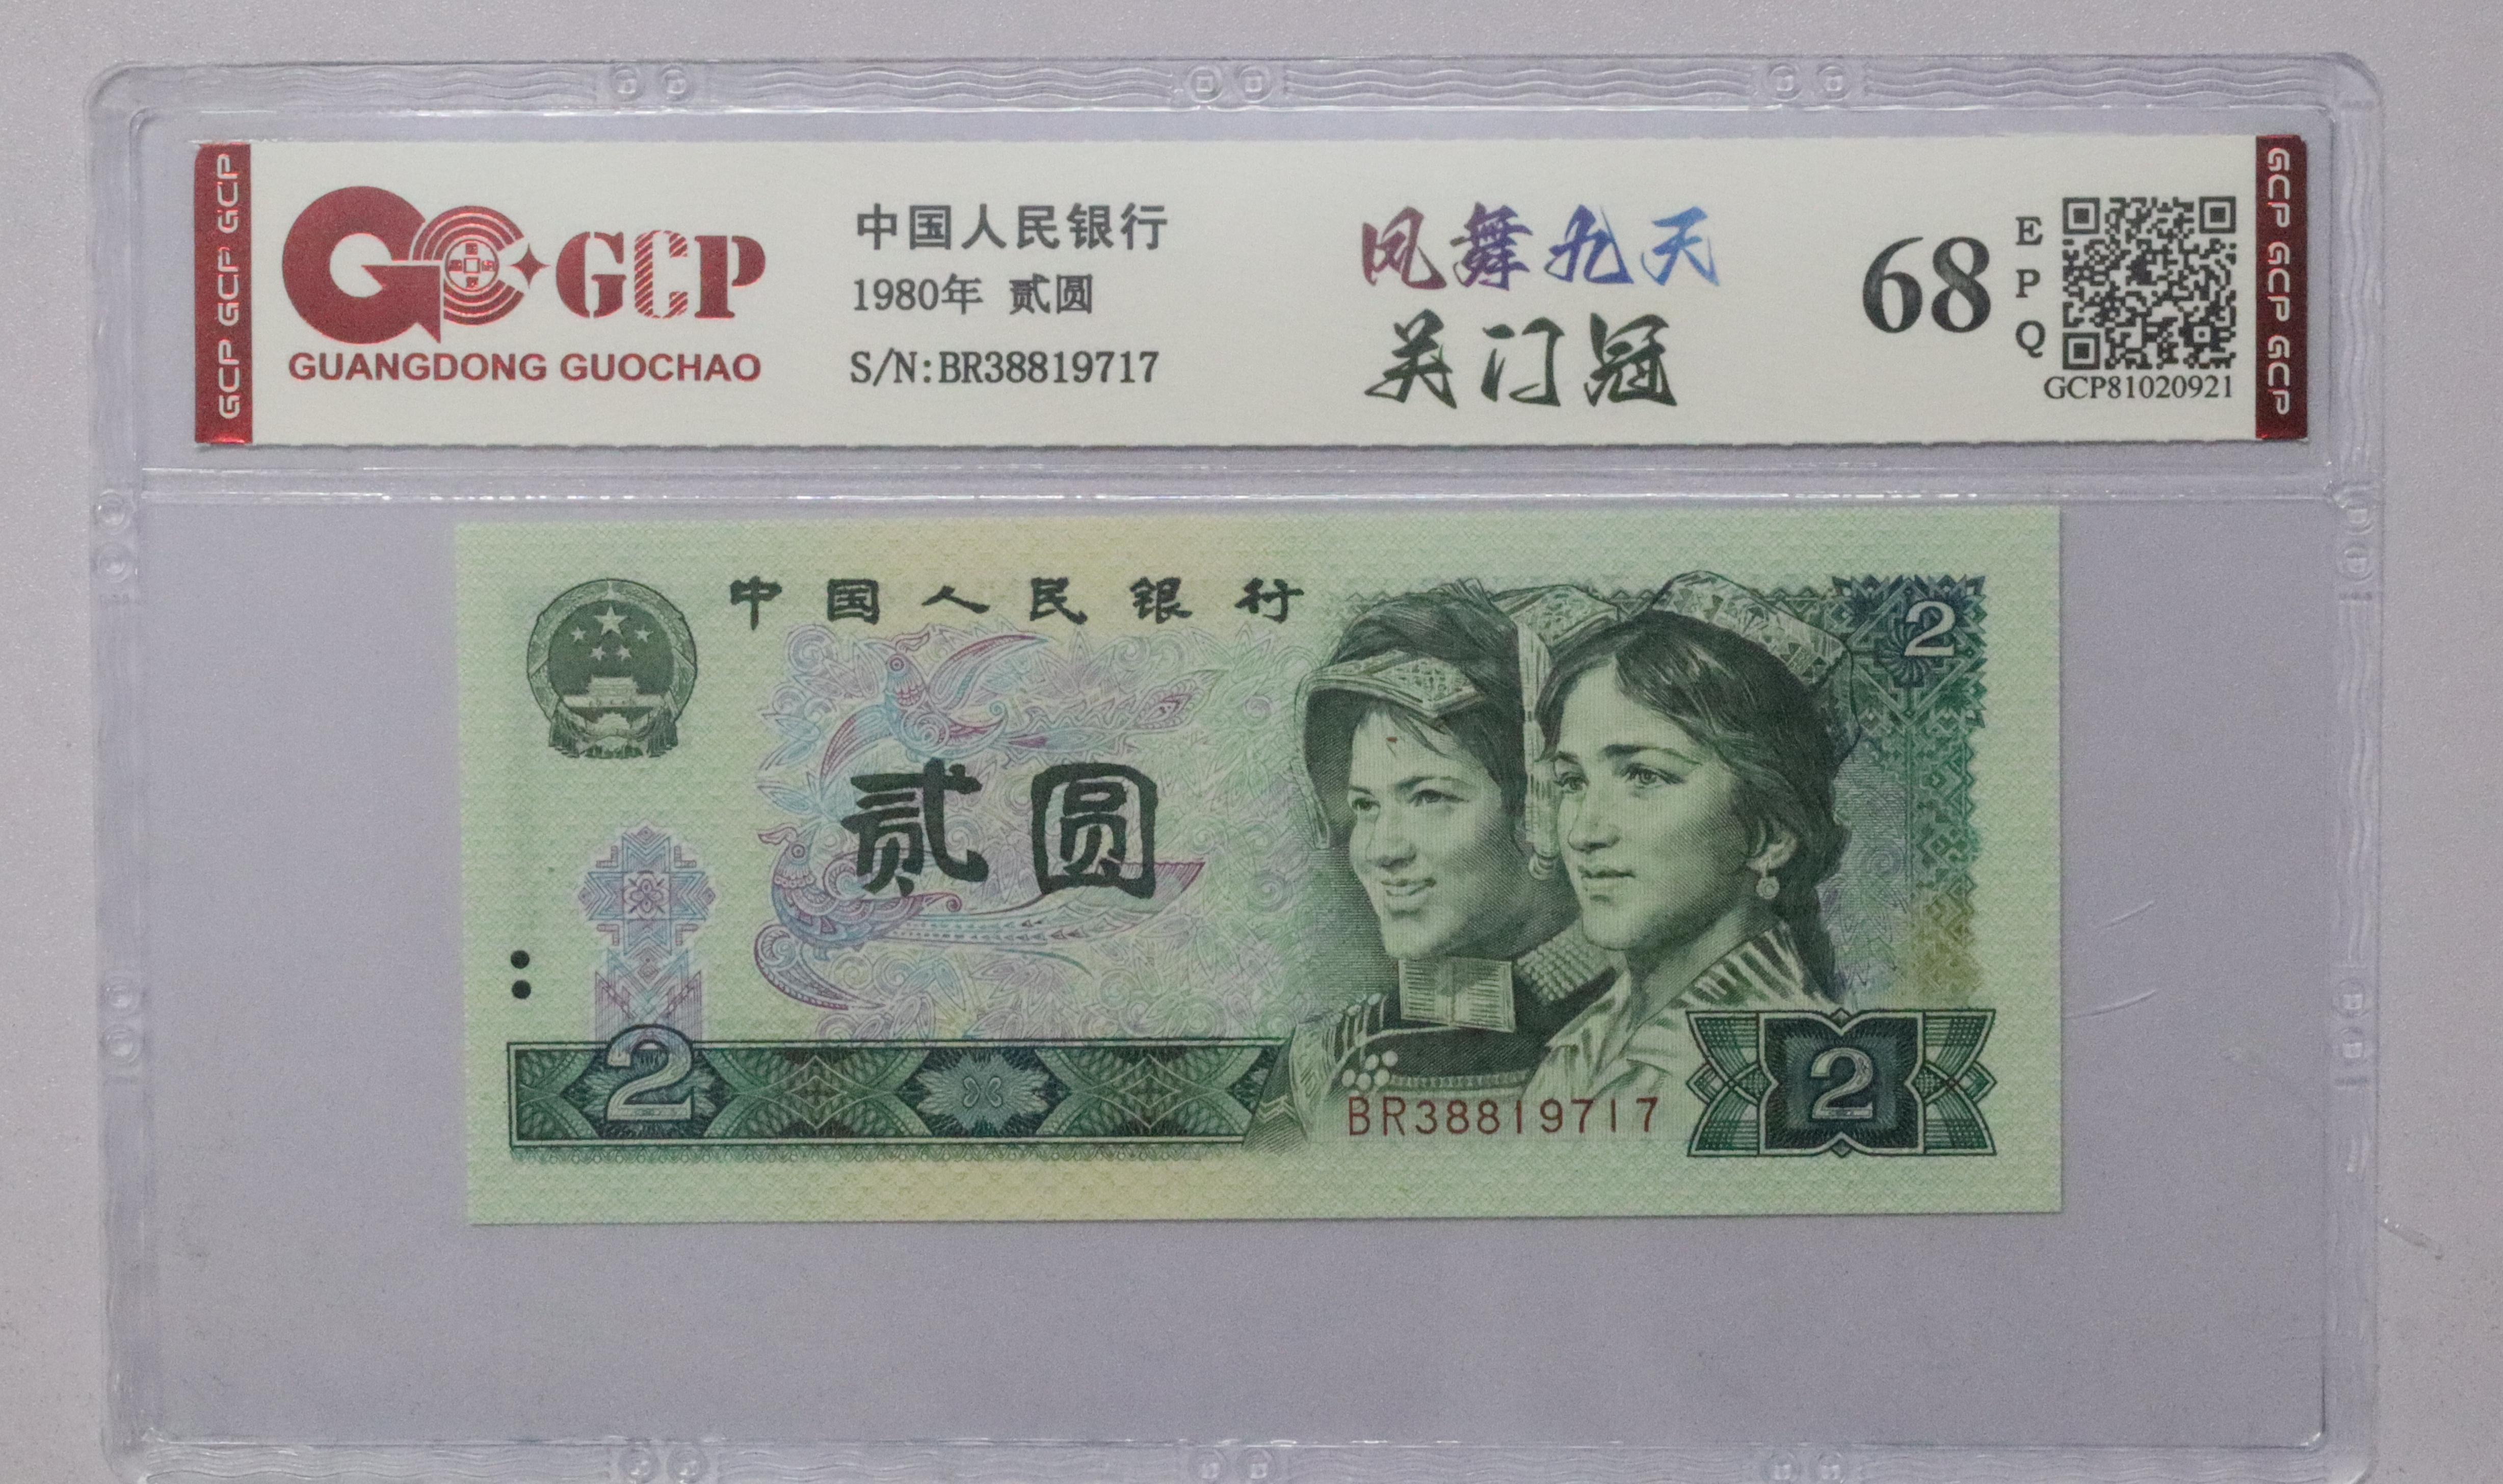 GCP GCP GCP
GCP
GUANGDONG GUOCHAO
中国人民银行
1980年 贰圆
S/N:BR38819717
凤舞九天
关门冠
68
E
P
Q
GCP81020921
GCP GCP GCP
中国人民银行
2
贰圆
2
BR38819717
2